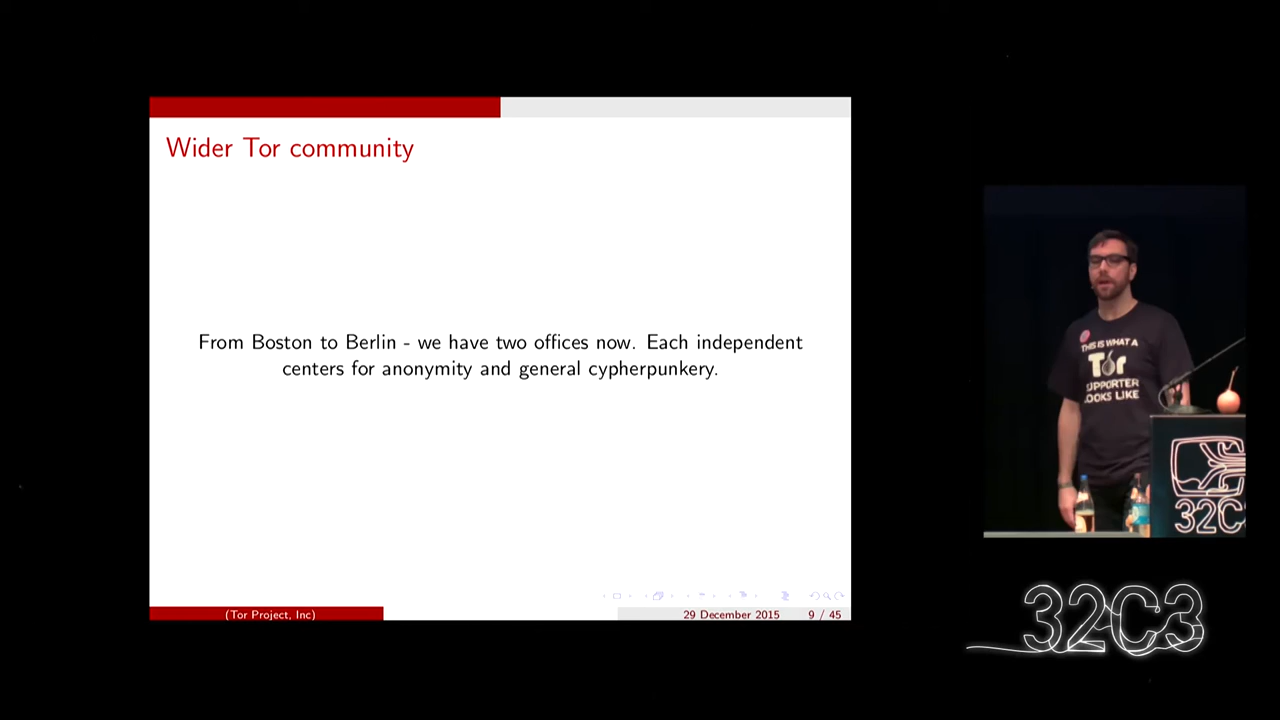 Wider Tor community
From Boston to Berlin - we have two offices now. Each independent
centers for anonymity and general cypherpunkery.
(Tor Project, Inc)
29 December 2015
9 / 45
THIS IS WHAT A
Tor
SUPPORTER
LOOKS LIKE
32C
32C3